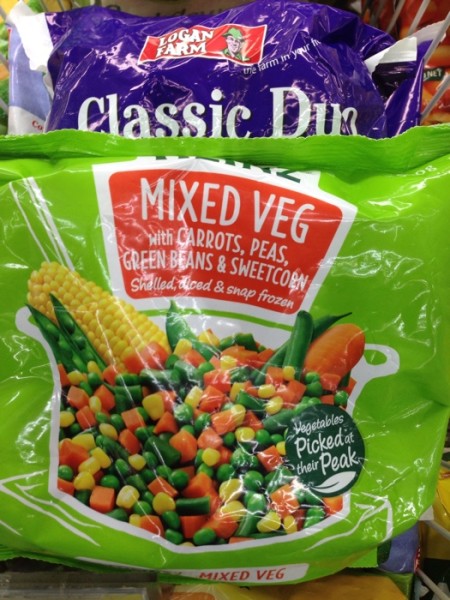 LOGAN
FARM
the farm in your
Classic Duo
MIXED VEG
with CARROTS, PEAS,
GREEN BEANS & SWEETCORN
Shelled, diced & snap frozen
Vegetables
Picked at
their Peak
MIXED VEG